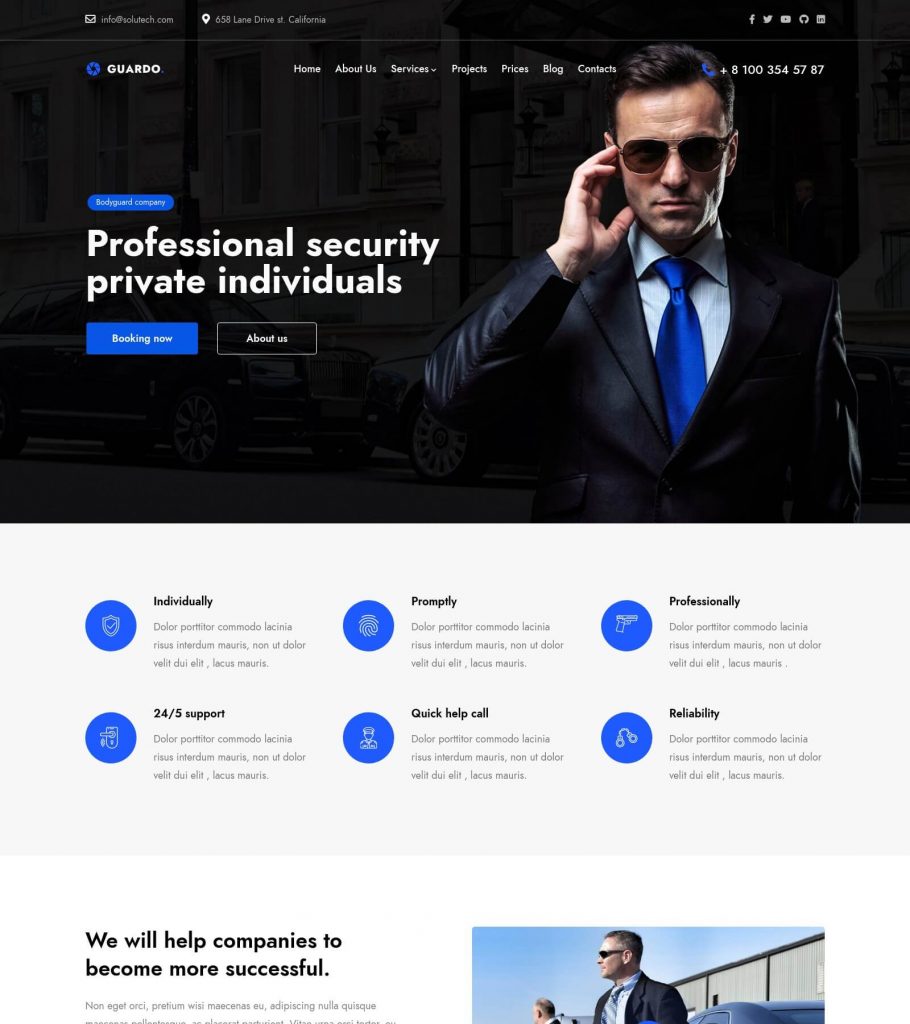 info@solutech.com
658 Lane Drive st. California
GUARDO.
Home About Us Services Projects Prices Blog Contacts
+ 8 100 354 57 87
Bodyguard company
Professional security
private individuals
Booking now
About us
Individually
Dolor porttitor commodo lacinia
risus interdum mauris, non ut dolor
velit dui elit , lacus mauris.
Promptly
Dolor porttitor commodo lacinia
risus interdum mauris, non ut dolor
velit dui elit , lacus mauris.
Professionally
Dolor porttitor commodo lacinia
risus interdum mauris, non ut dolor
velit dui elit , lacus mauris .
24/5 support
Dolor porttitor commodo lacinia
risus interdum mauris, non ut dolor
velit dui elit , lacus mauris.
Quick help call
Dolor porttitor commodo lacinia
risus interdum mauris, non ut dolor
velit dui elit , lacus mauris.
Reliability
Dolor porttitor commodo lacinia
risus interdum mauris, non ut dolor
velit dui elit , lacus mauris.
We will help companies to
become more successful.
Non eget orci, pretium wisi maecenas eu, adipiscing nulla quisque